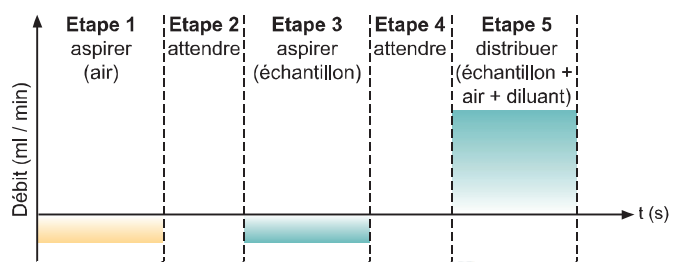 Etape 1
aspirer
(air)
Etape 2
attendre
Etape 3
aspirer
(échantillon)
Etape 4
attendre
Etape 5
distribuer
(échantillon +
air + diluant)
Débit (ml / min)
t (s)